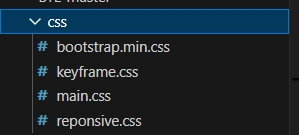 css
# bootstrap.min.css
# keyframe.css
# main.css
# reponsive.css